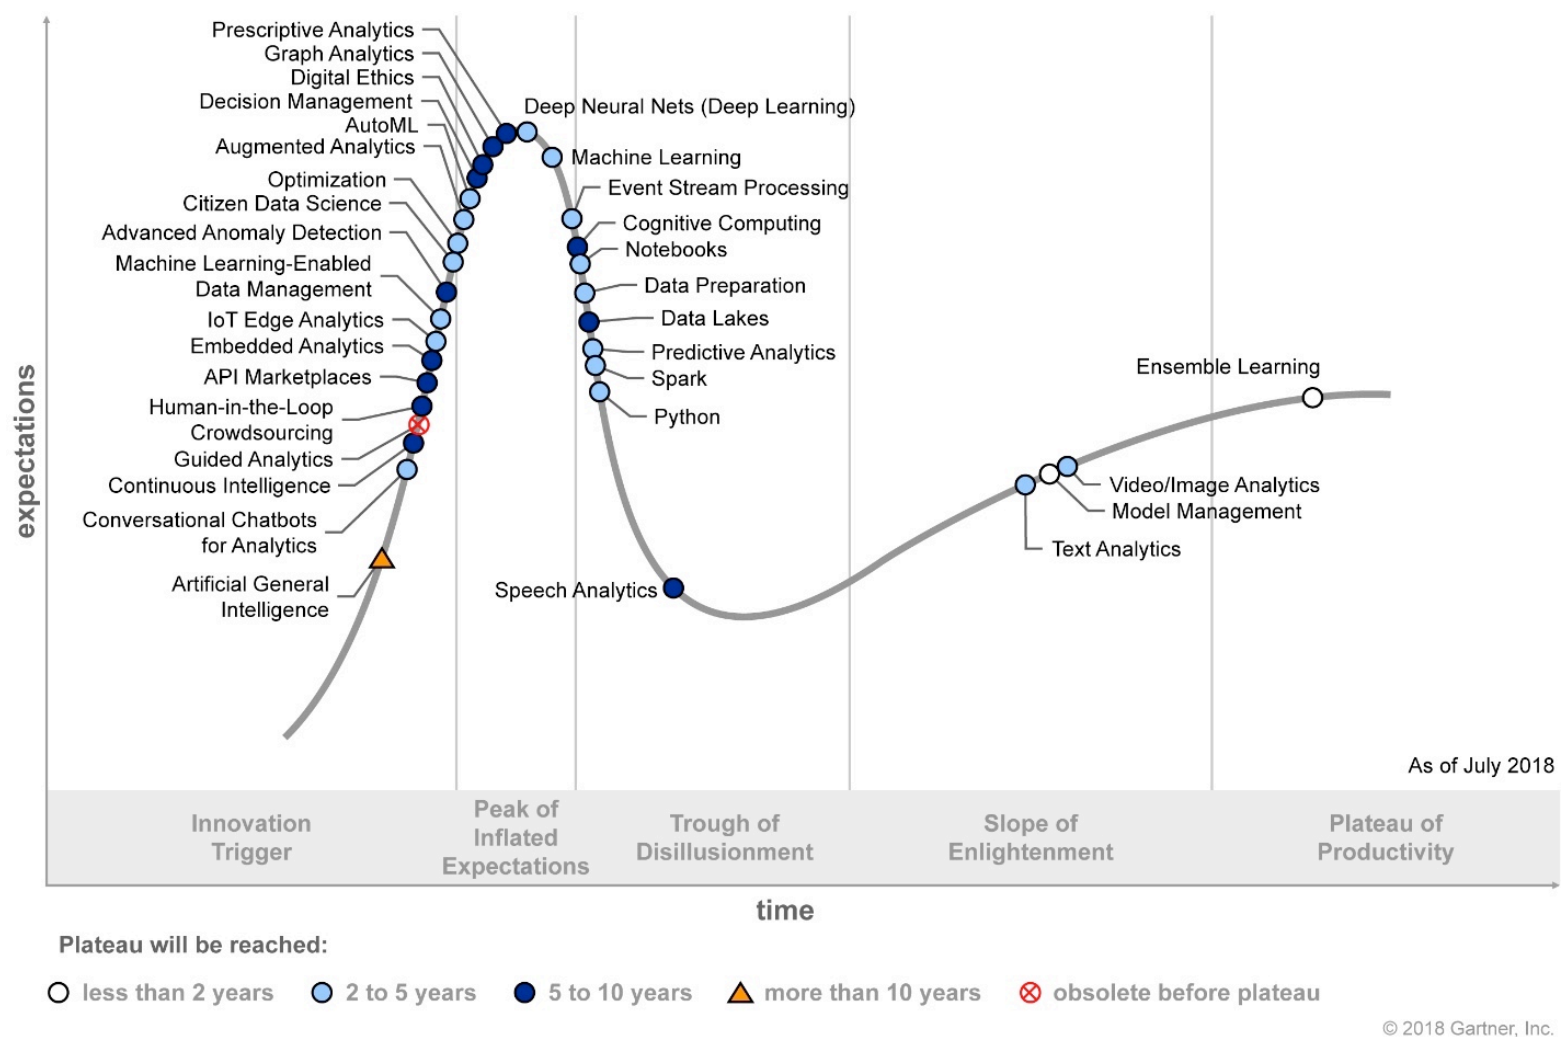 Prescriptive Analytics
Graph Analytics
Digital Ethics
Decision Management
AutoML
Augmented Analytics
Optimization
Citizen Data Science
Advanced Anomaly Detection
Machine Learning-Enabled
Data Management
IoT Edge Analytics
Embedded Analytics
API Marketplaces
Human-in-the-Loop
Crowdsourcing
Guided Analytics
Continuous Intelligence
Conversational Chatbots
for Analytics
Artificial General
Intelligence
Deep Neural Nets (Deep Learning)
Machine Learning
Event Stream Processing
Cognitive Computing
Notebooks
Data Preparation
Data Lakes
Predictive Analytics
Spark
Python
Speech Analytics
Ensemble Learning
Video/Image Analytics
Model Management
Text Analytics
expectations
As of July 2018
Innovation
Trigger
Peak of
Inflated
Expectations
Trough of
Disillusionment
Slope of
Enlightenment
Plateau of
Productivity
time
Plateau will be reached:
less than 2 years
2 to 5 years
5 to 10 years
more than 10 years
obsolete before plateau
© 2018 Gartner, Inc.